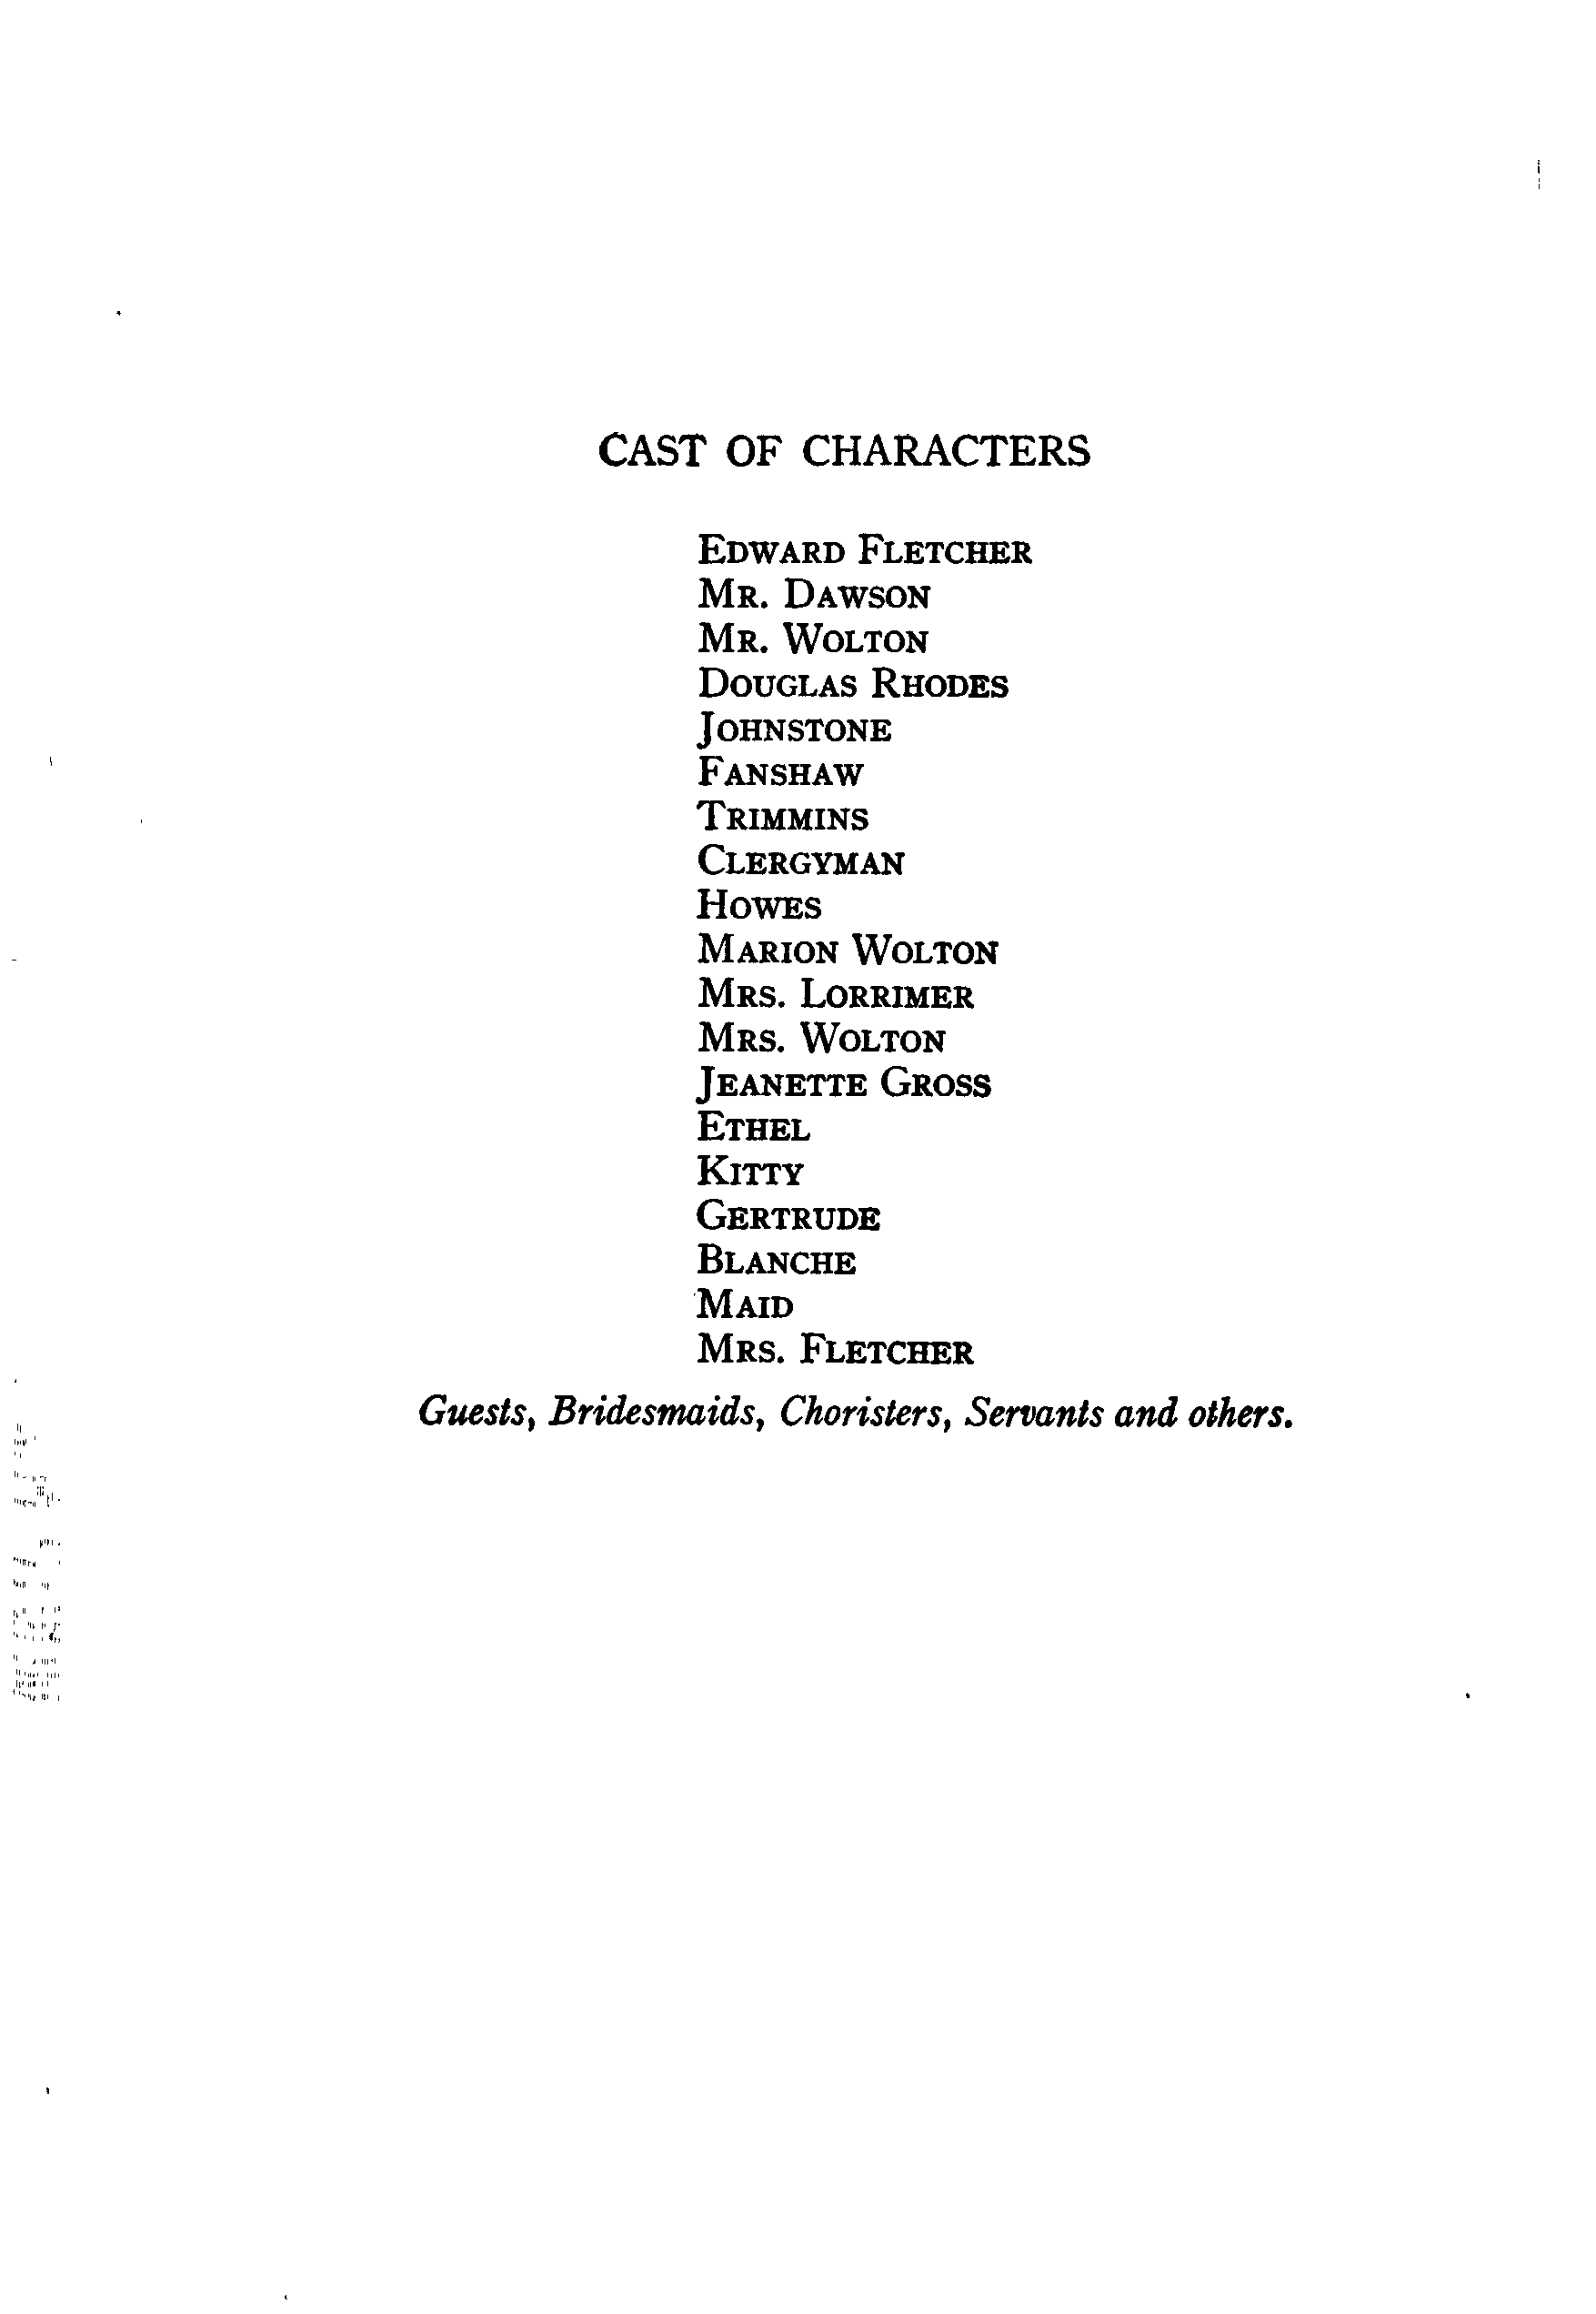 CAST OF CHARACTERS
EDWARD FLETCHER
MR. DAWSON
MR. WOLTON
DOUGLAS RHODES
JOHNSTONE
FANSHAW
TRIMMINS
CLERGYMAN
HOWES
MARION WOLTON
MRS. LORRIMER
MRS. WOLTON
JEANETTE GROSS
ETHEL
KITTY
GERTRUDE
BLANCHE
MAID
MRS. FLETCHER
Guests, Bridesmaids, Choristers, Servants and others.